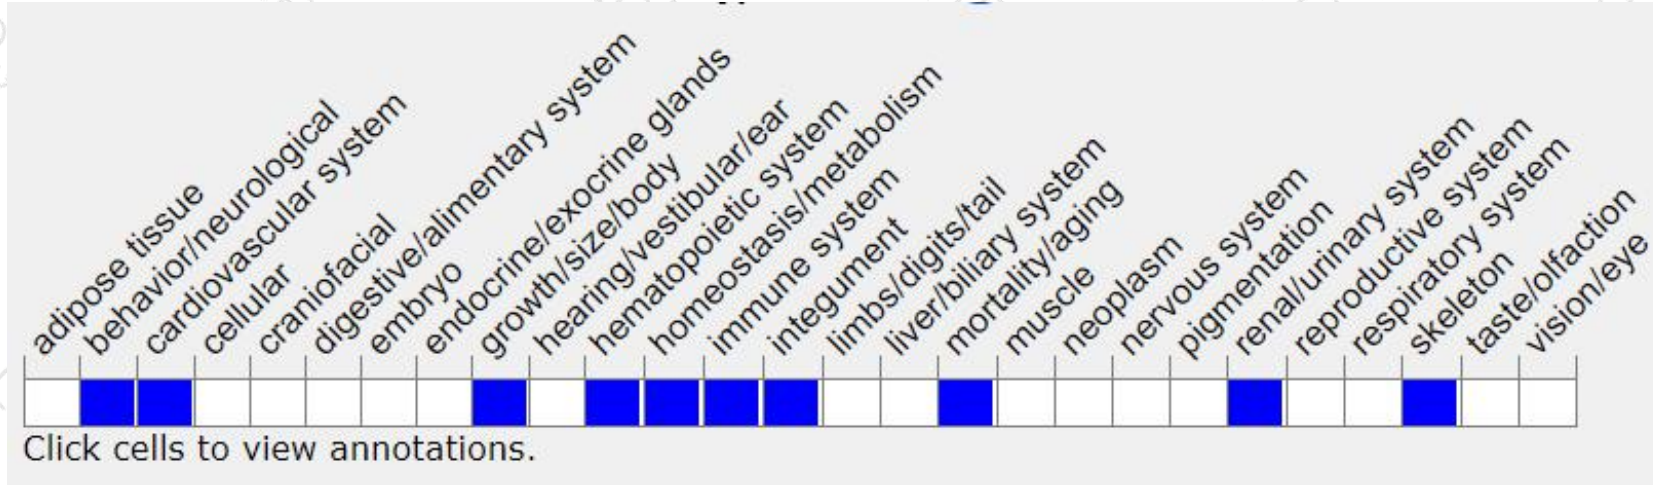 adipose tissue
behavior/neurological
cardiovascular system
cellular
craniofacial
digestive/alimentary system
embryo
endocrine/exocrine glands
growth/size/body
hearing/vestibular/ear
hematopoietic system
homeostasis/metabolism
immune system
integument
limbs/digits/tail
liver/biliary system
mortality/aging
muscle
neoplasm
nervous system
pigmentation
renal/urinary system
reproductive system
respiratory system
skeleton
taste/olfaction
vision/eye
Click cells to view annotations.